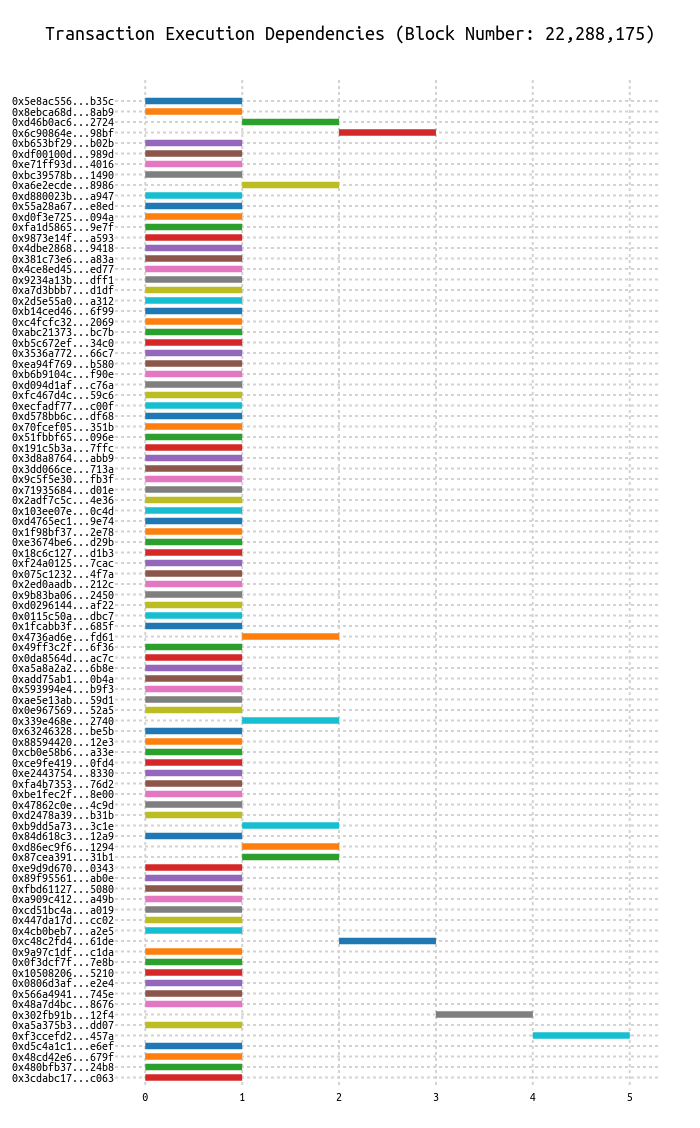 Transaction Execution Dependencies (Block Number: 22,288,175)
0x5e8ac556...b35c
0x8ebca68d...8ab9
0xd46b0ac6...2724
0x6c90864e...98bf
0xb653bf29...b02b
0xdf00100d...989d
0xe71ff93d...4016
0xbc39578b...1490
0xa6e2ecde...8986
0xd880023b...a947
0x55a28a67...e8ed
0xd0f3e725...094a
0xfa1d5865...9e7f
0x9873e14f...a593
0x4dbe2868...9418
0x381c73e6...a83a
0x4ce8ed45...ed77
0x9234a13b...dff1
0xa7d3bbb7...d1df
0x2d5e55a0...a312
0xb14ced46...6f99
0xc4fcfc32...2069
0xabc21373...bc7b
0xb5c672ef...34c0
0x3536a772...66c7
0xea94f769...b580
0xb6b9104c...f90e
0xd094d1af...c76a
0xfc467d4c...59c6
0xecfadf77...c00f
0xd578bb6c...df68
0x70fcef05...351b
0x51fbbf65...096e
0x191c5b3a...7ffc
0x3d8a8764...abb9
0x3dd066ce...713a
0x9c5f5e30...fb3f
0x71935684...d01e
0x2adf7c5c...4e36
0x103ee07e...0c4d
0xd4765ec1...9e74
0x1f98bf37...2e78
0xe3674be6...d29b
0x18c6c127...d1b3
0xf24a0125...7cac
0x075c1232...4f7a
0x2ed0aadb...212c
0x9b83ba06...2450
0xd0296144...af22
0x0115c50a...dbc7
0x1fcabb3f...685f
0x4736ad6e...fd61
0x49ff3c2f...6f36
0x0da8564d...ac7c
0xa5a8a2a2...6b8e
0xadd75ab1...0b4a
0x593994e4...b9f3
0xae5e13ab...59d1
0x0e967569...52a5
0x339e468e...2740
0x63246328...be5b
0x88594420...12e3
0xcb0e58b6...a33e
0xce9fe419...0fd4
0xe2443754...8330
0xfa4b7353...76d2
0xbe1fec2f...8e00
0x47862c0e...4c9d
0xd2478a39...b31b
0xb9dd5a73...3c1e
0x84d618c3...12a9
0xd86ec9f6...1294
0x87cea391...31b1
0xe9d9d670...0343
0x89f95561...ab0e
0xfbd61127...5080
0xa909c412...a49b
0xcd51bc4a...a019
0x447da17d...cc02
0x4cb0beb7...a2e5
0xc48c2fd4...61de
0x9a97c1df...c1da
0x0f3dcf7f...7e8b
0x10508206...5210
0x0806d3af...e2e4
0x566a4941...745e
0x48a7d4bc...8676
0x302fb91b...12f4
0xa5a375b3...dd07
0xf3ccefd2...457a
0xd5c4a1c1...e6ef
0x48cd42e6...679f
0x480bfb37...24b8
0x3cdabc17...c063
0 1 2 3 4 5